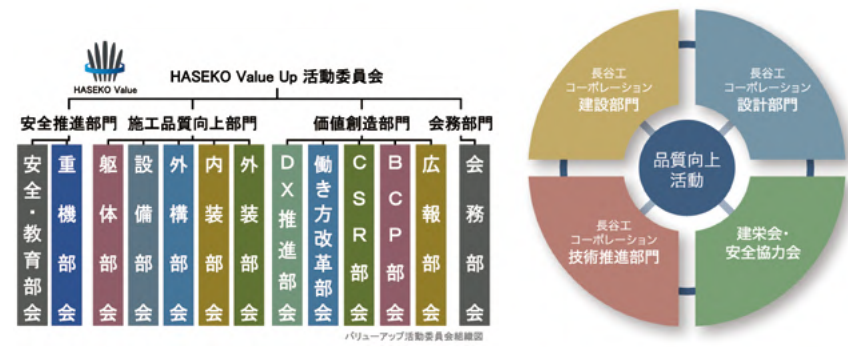 HASEKO Value
HASEKO Value Up 活動委員会
安全推進部門 施工品質向上部門 価値創造部門 会務部門
安全・教育部会
重機部会
躯体部会
設備部会
外構部会
内装部会
外装部会
DX推進部会
働き方改革部会
CSR部会
BCP部会
広報部会
会務部会
バリューアップ活動委員会組織図
長谷工
コーポレーション
建設部門
長谷工
コーポレーション
設計部門
品質向上
活動
長谷工
コーポレーション
技術推進部門
建栄会・
安全協力会